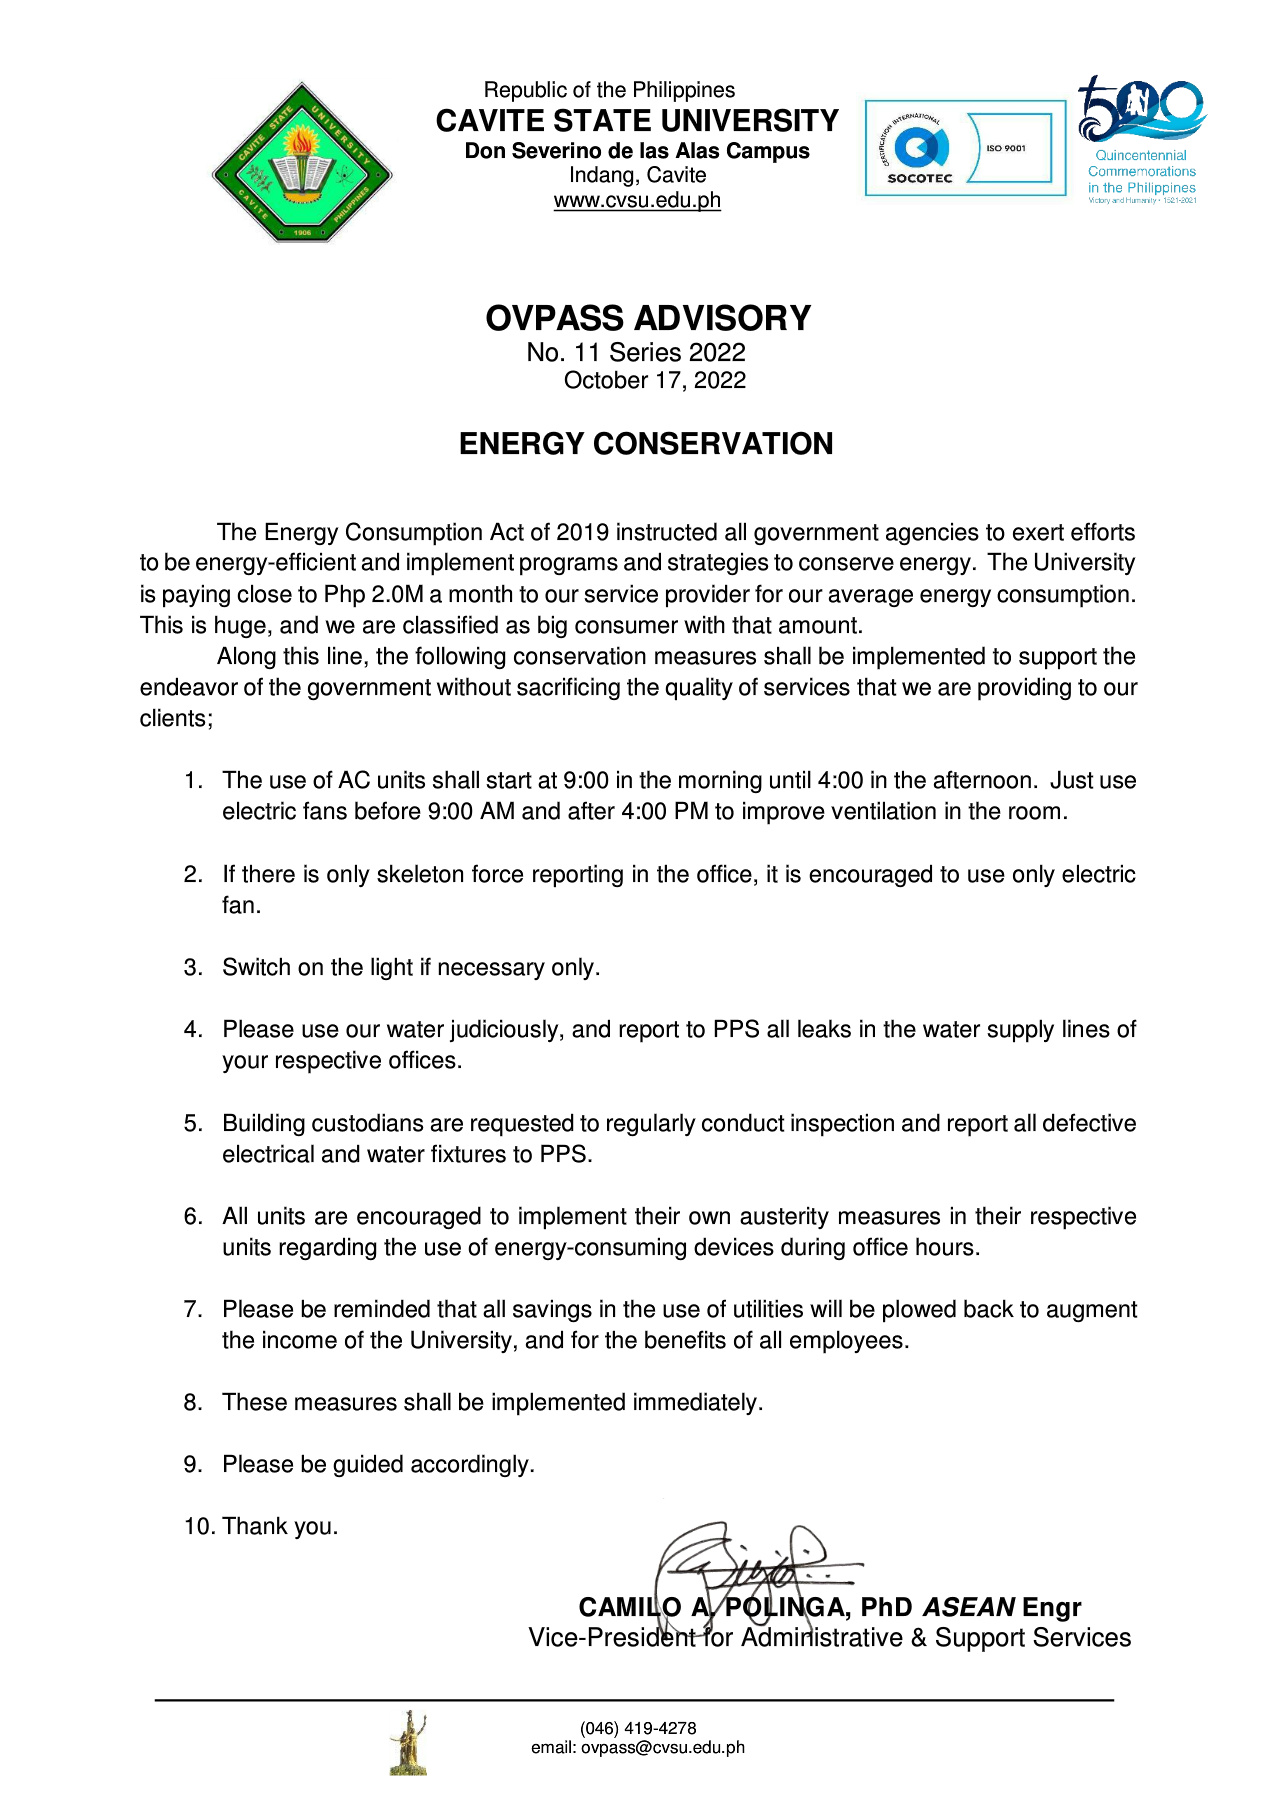 Republic of the Philippines
CAVITE STATE UNIVERSITY
Don Severino de las Alas Campus
Indang, Cavite
www.cvsu.edu.ph
CAVITE STATE UNIVERSITY
CAVITE
PHILIPPINES
1906
CERTIFICATION INTERNATIONAL
SOCOTEC
ISO 9001
500
Quincentennial
Commemorations
in the Philippines
Victory and Humanity • 1521-2021
OVPASS ADVISORY
No. 11 Series 2022
October 17, 2022
ENERGY CONSERVATION
The Energy Consumption Act of 2019 instructed all government agencies to exert efforts
to be energy-efficient and implement programs and strategies to conserve energy. The University
is paying close to Php 2.0M a month to our service provider for our average energy consumption.
This is huge, and we are classified as big consumer with that amount.
Along this line, the following conservation measures shall be implemented to support the
endeavor of the government without sacrificing the quality of services that we are providing to our
clients;
1. The use of AC units shall start at 9:00 in the morning until 4:00 in the afternoon. Just use
electric fans before 9:00 AM and after 4:00 PM to improve ventilation in the room.
2. If there is only skeleton force reporting in the office, it is encouraged to use only electric
fan.
3. Switch on the light if necessary only.
4. Please use our water judiciously, and report to PPS all leaks in the water supply lines of
your respective offices.
5. Building custodians are requested to regularly conduct inspection and report all defective
electrical and water fixtures to PPS.
6. All units are encouraged to implement their own austerity measures in their respective
units regarding the use of energy-consuming devices during office hours.
7. Please be reminded that all savings in the use of utilities will be plowed back to augment
the income of the University, and for the benefits of all employees.
8. These measures shall be implemented immediately.
9. Please be guided accordingly.
10. Thank you.
CAMILO A. POLINGA, PhD ASEAN Engr
Vice-President for Administrative & Support Services
(046) 419-4278
email: ovpass@cvsu.edu.ph